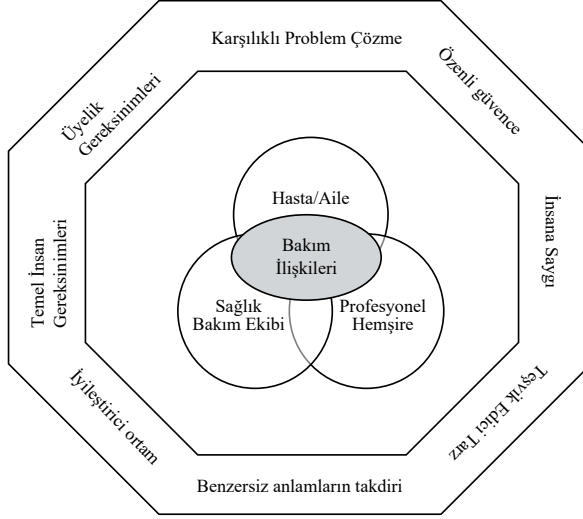 Karşılıklı Problem Çözme
Özenli güvence
İnsana Saygı
Teşvik Edici Tarz
Benzersiz anlamların takdiri
İyileştirici ortam
Temel İnsan
Gereksinimleri
Üyelik
Gereksinimleri
Hasta/Aile
Bakım
İlişkileri
Sağlık
Bakım Ekibi
Profesyonel
Hemşire